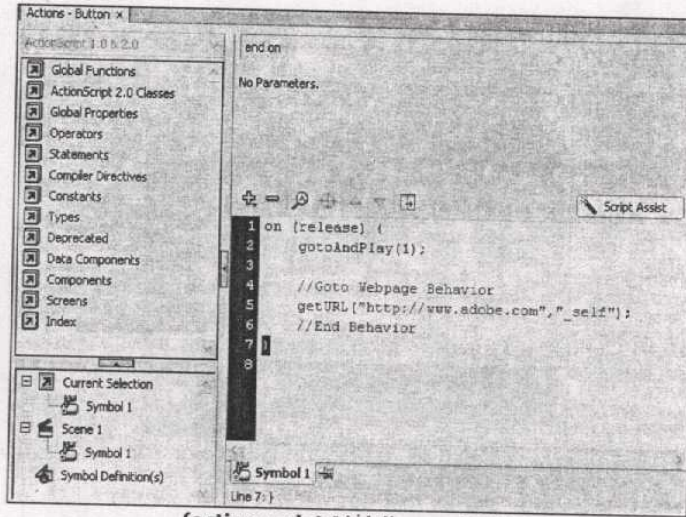 Actions - Button ×
ActionScript 1.0 & 2.0
Global Functions
ActionScript 2.0 Classes
Global Properties
Operators
Statements
Compiler Directives
Constants
Types
Deprecated
Data Components
Components
Screens
Index
Current Selection
Symbol 1
Scene 1
Symbol 1
Symbol Definition(s)
end on
No Parameters.
Script Assist
1 on (release) {
2 gotoAndPlay(1);
3
4 //Goto Webpage Behavior
5 getURL("http://www.adobe.com","_self");
6 //End Behavior
7 }
8
Symbol 1
Line 7: }